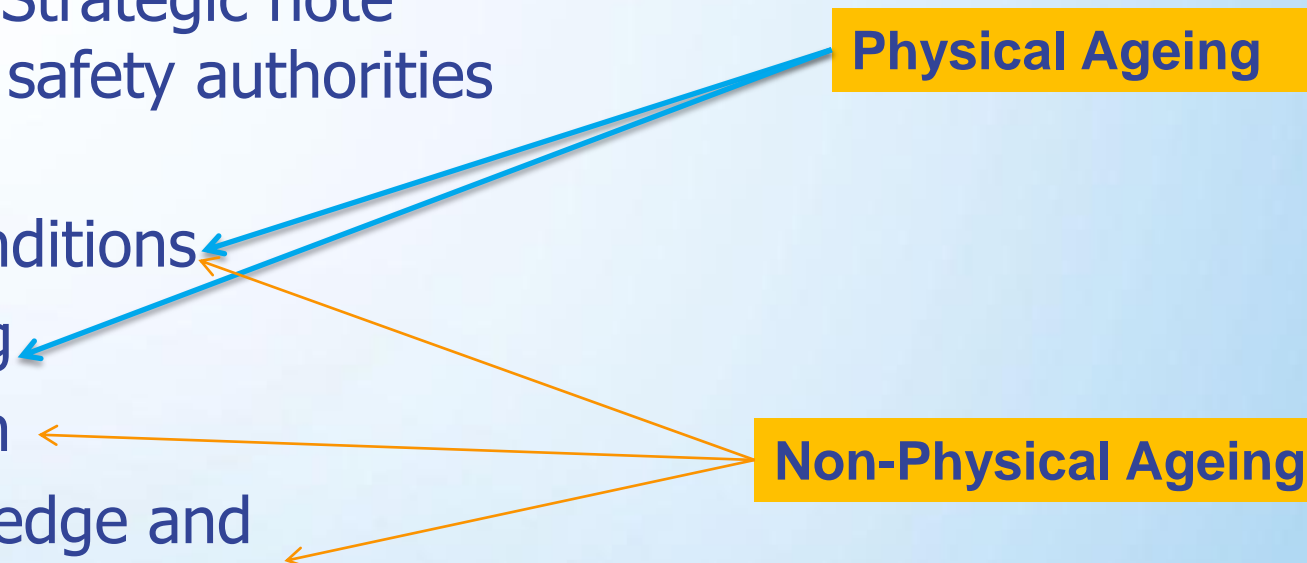 Strategic note
safety authorities
Physical Ageing
nditions
g
n
Non-Physical Ageing
edge and